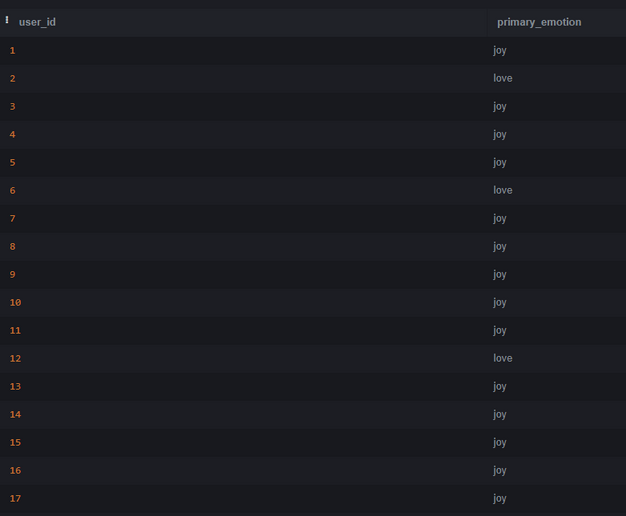 user_id primary_emotion
1 joy
2 love
3 joy
4 joy
5 joy
6 love
7 joy
8 joy
9 joy
10 joy
11 joy
12 love
13 joy
14 joy
15 joy
16 joy
17 joy